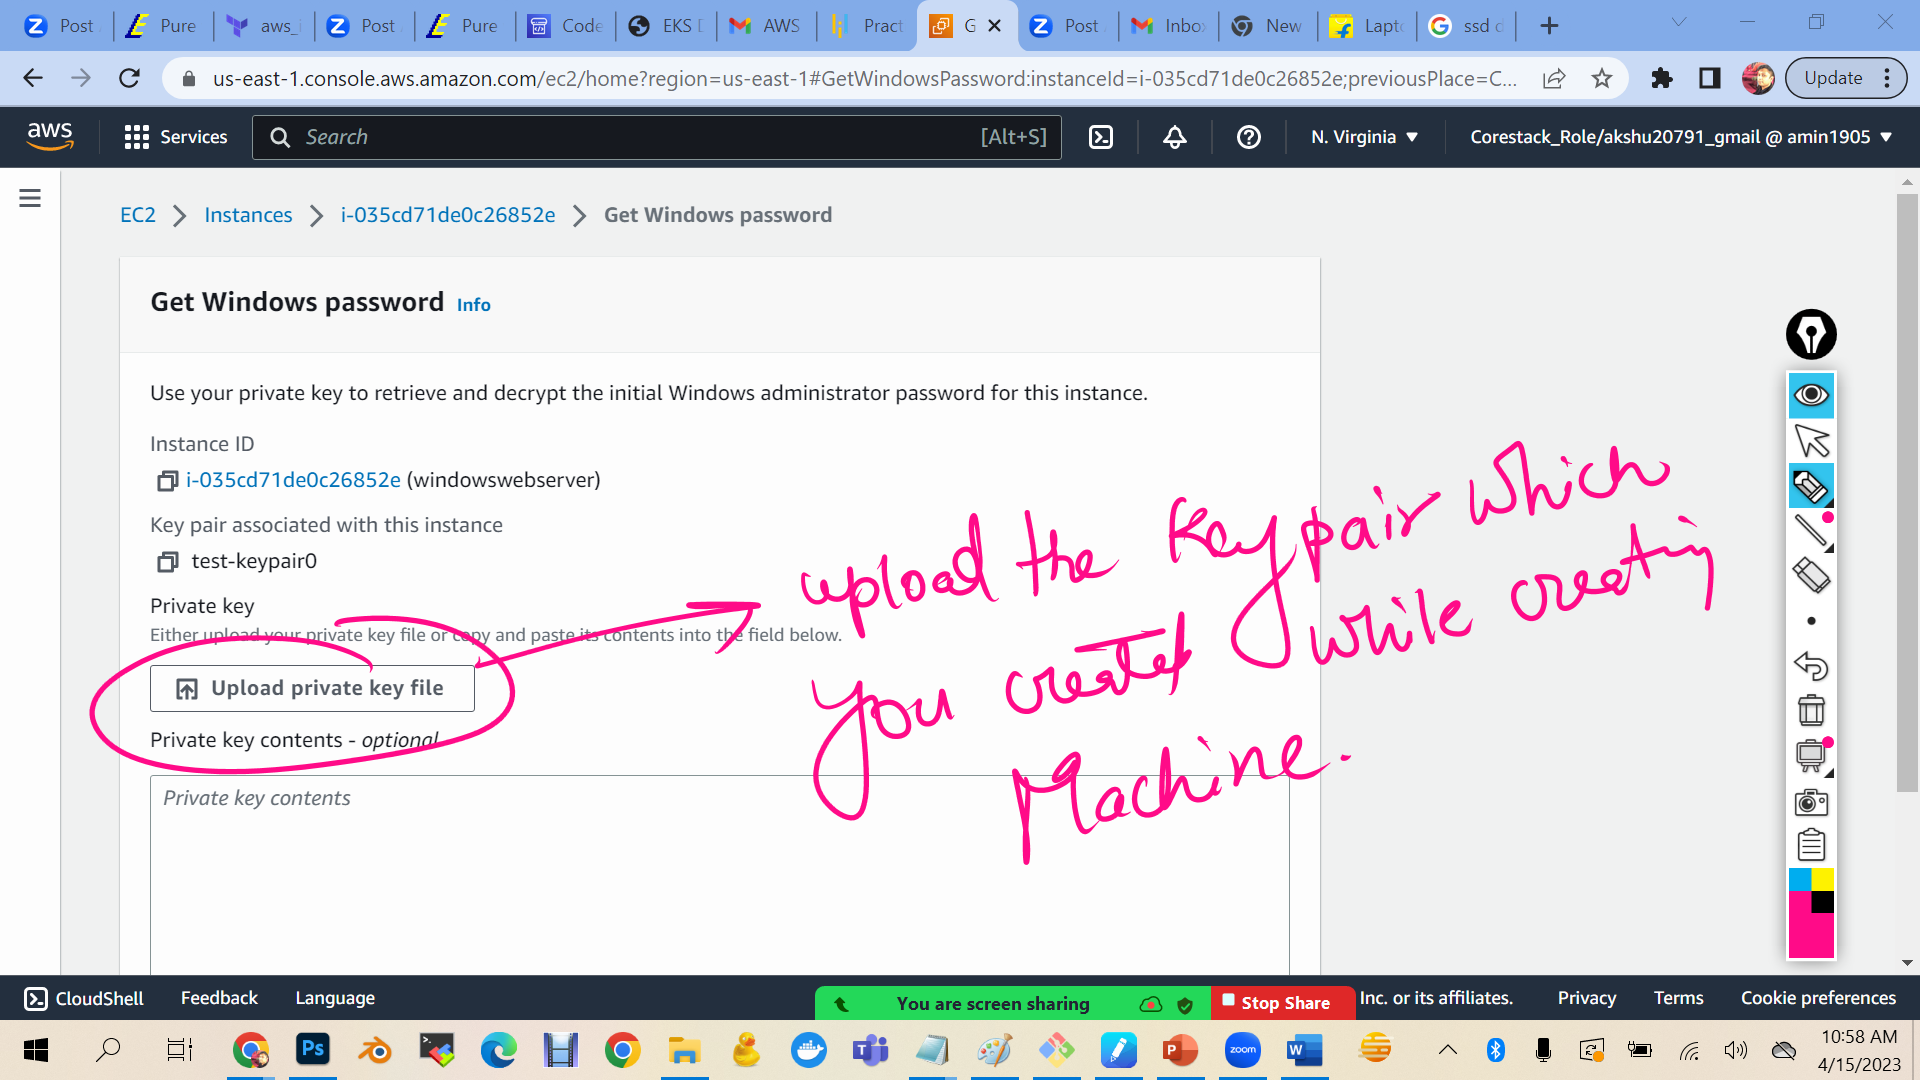 Post
Pure
aws_i
Post
Pure
Code
EKS D
AWS
Pract
G
Post
Inbo
New
Lapt
ssd d
us-east-1.console.aws.amazon.com/ec2/home?region=us-east-1#GetWindowsPassword:instanceId=i-035cd71de0c26852e;previousPlace=C...
Update
aws
Services
Search
[Alt+S]
N. Virginia
Corestack_Role/akshu20791_gmail @ amin1905
EC2 > Instances > i-035cd71de0c26852e > Get Windows password
Get Windows password Info
Use your private key to retrieve and decrypt the initial Windows administrator password for this instance.
Instance ID
i-035cd71de0c26852e (windowswebserver)
Key pair associated with this instance
test-keypair0
Private key
Either upload your private key file or copy and paste its contents into the field below.
Upload private key file
Private key contents - optional
Private key contents
upload the Keypair which
you created while creating
Machine.
CloudShell
Feedback
Language
You are screen sharing
Stop Share
Inc. or its affiliates.
Privacy
Terms
Cookie preferences
Ps
zoom
10:58 AM
4/15/2023